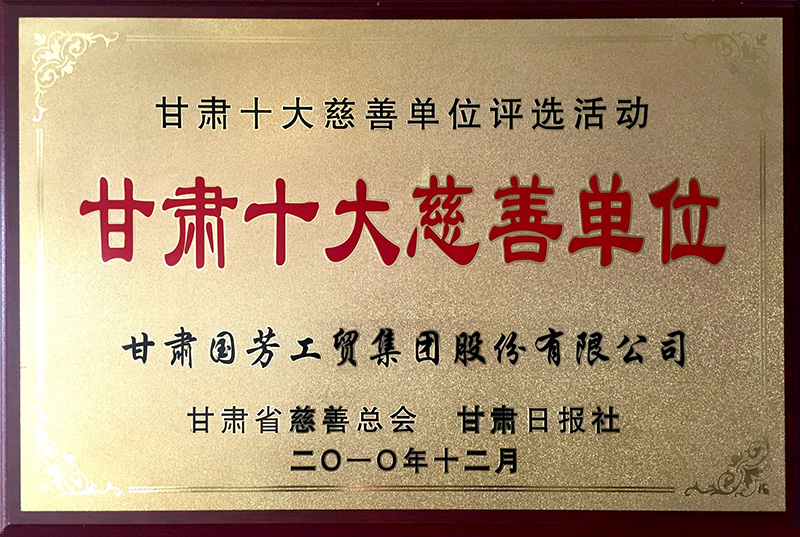 甘肃十大慈善单位评选活动
甘肃十大慈善单位
甘肃国芳工贸集团股份有限公司
甘肃省慈善总会 甘肃日报社
二〇一〇年十二月